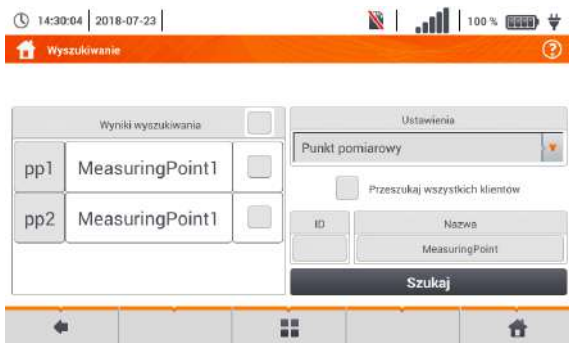 14:30:04 2018-07-23 100 %
Wyszukiwanie
Wyniki wyszukiwania
pp1 MeasuringPoint1
pp2 MeasuringPoint1
Ustawienia
Punkt pomiarowy
Przeszukaj wszystkich klientów
ID Nazwa
MeasuringPoint
Szukaj